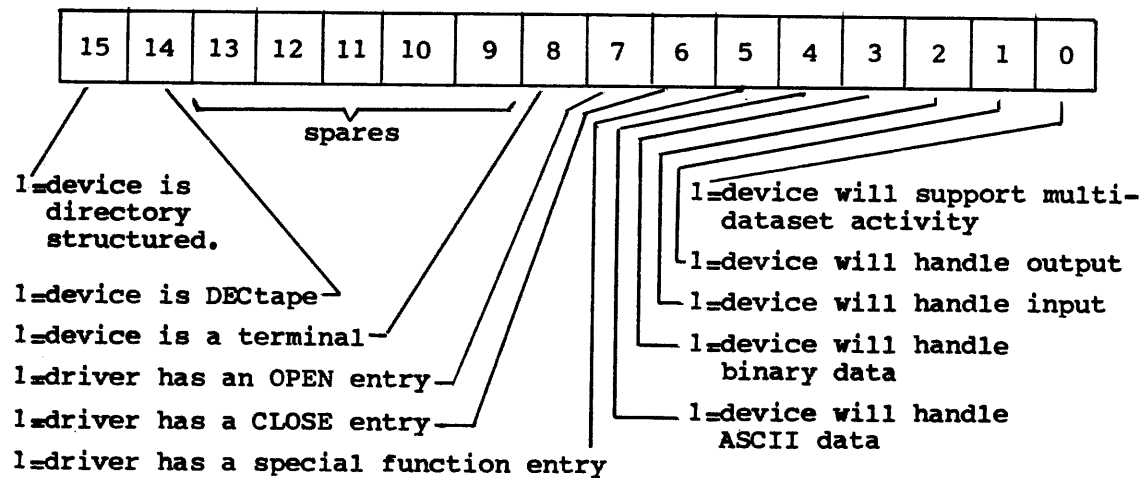 15 14 13 12 11 10 9 8 7 6 5 4 3 2 1 0
spares
1=device is
directory
structured.
1=device is DECtape
1=device is a terminal
1=driver has an OPEN entry
1=driver has a CLOSE entry
1=driver has a special function entry
1=device will support multi-
dataset activity
1=device will handle output
1=device will handle input
1=device will handle
binary data
1=device will handle
ASCII data